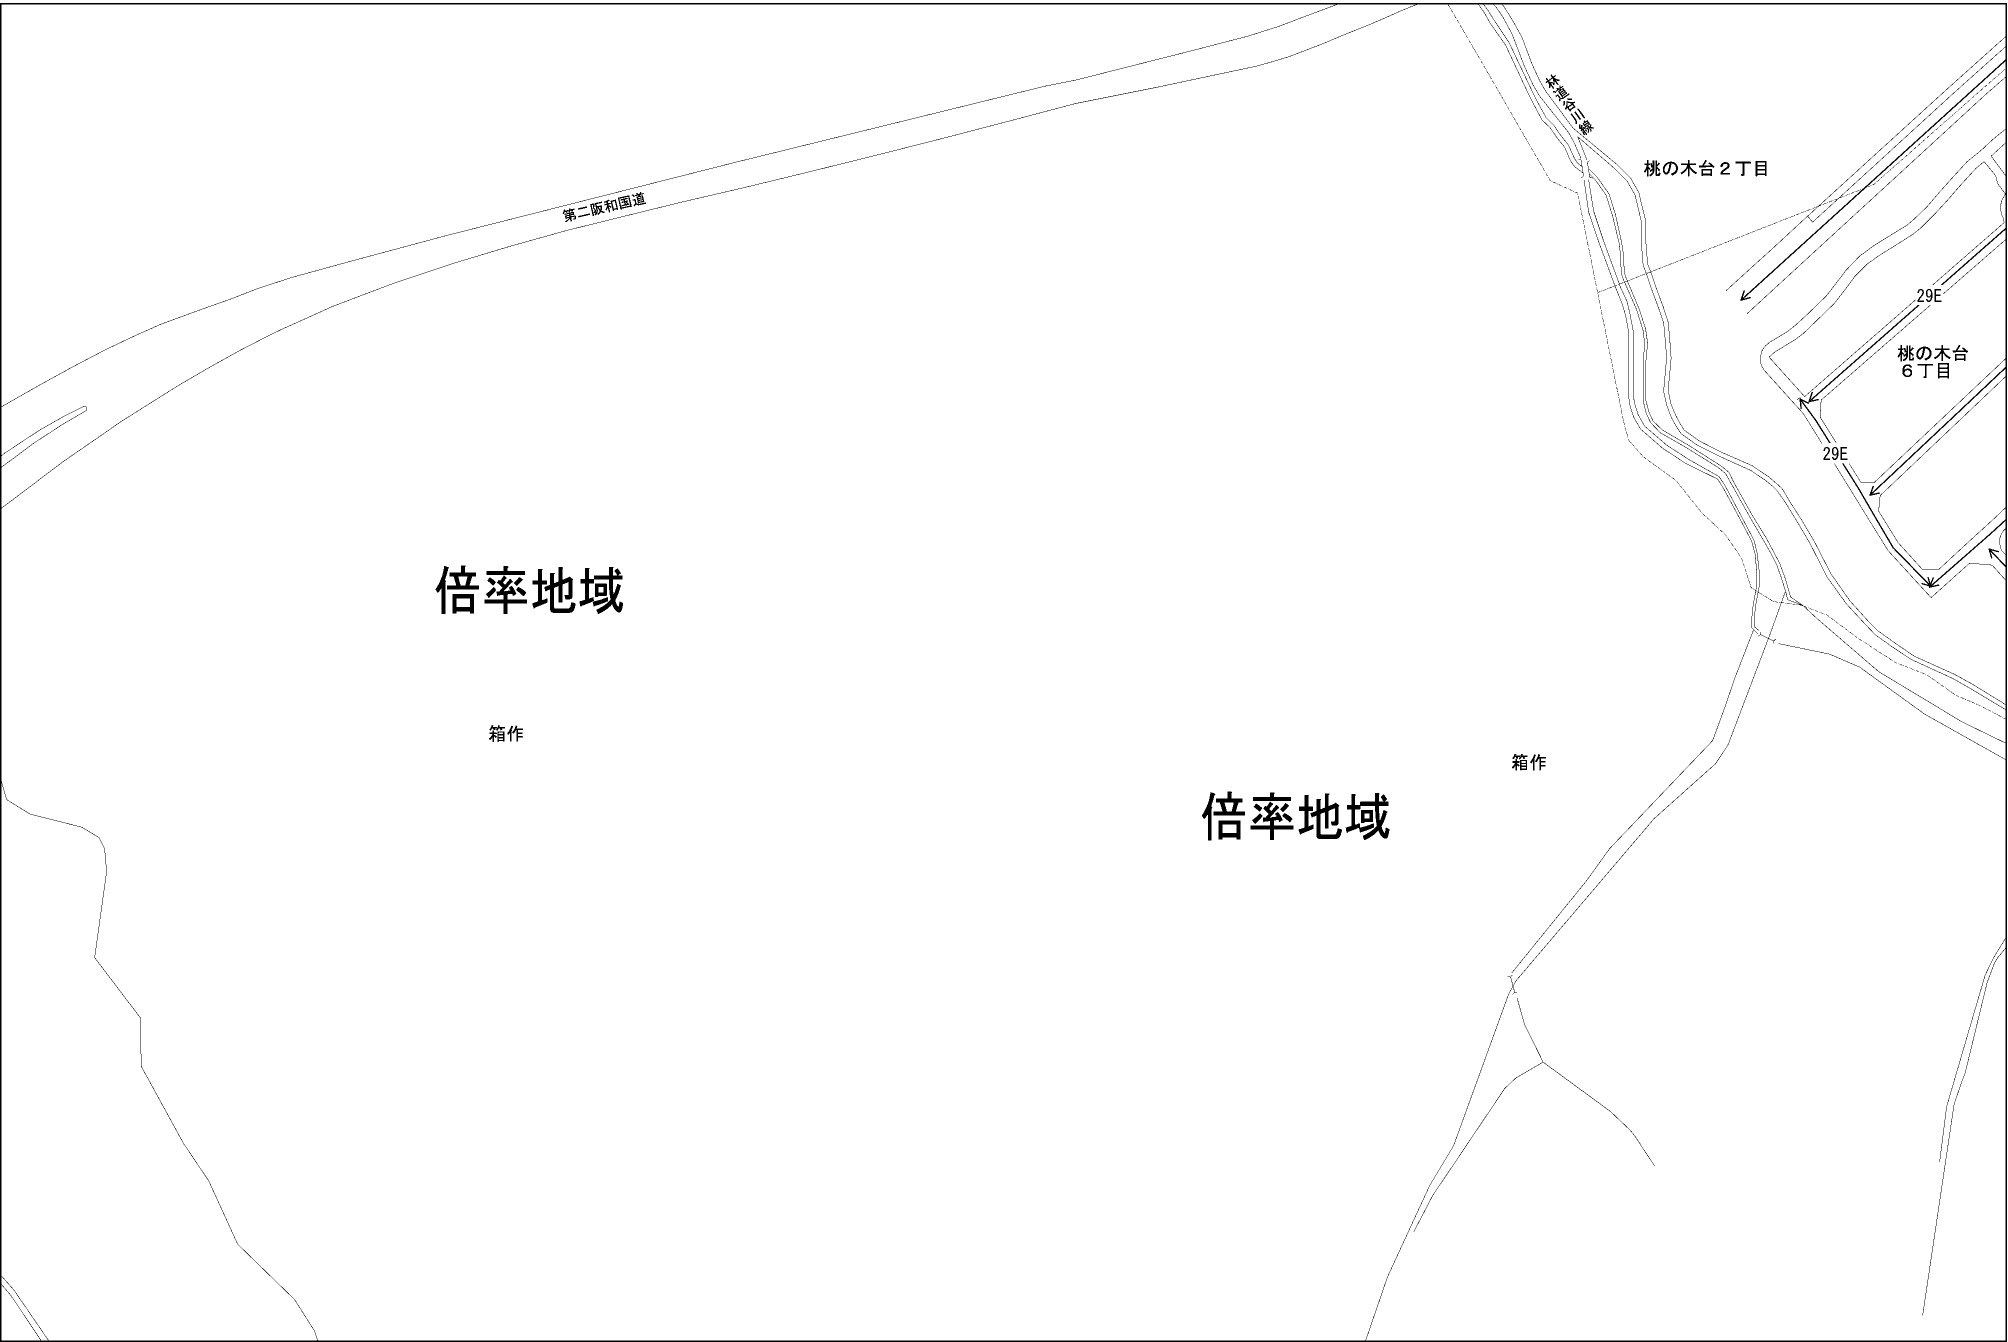 林道谷川線
桃の木台２丁目
第二阪和国道
29E
桃の木台
６丁目
29E
倍率地域
箱作
箱作
倍率地域